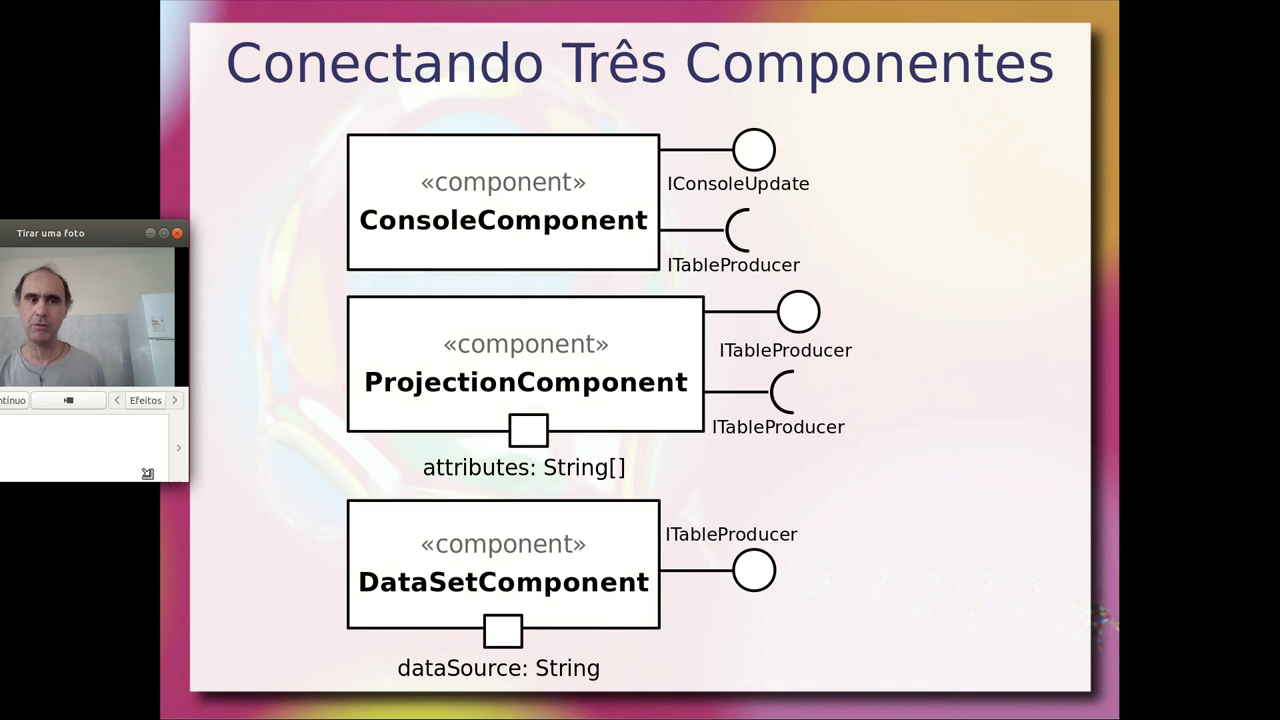 Conectando Três Componentes
«component»
ConsoleComponent
IConsoleUpdate
ITableProducer
Tirar uma foto
«component»
ProjectionComponent
ITableProducer
ITableProducer
attributes: String[]
ntínuo
Efeitos
«component»
DataSetComponent
ITableProducer
dataSource: String